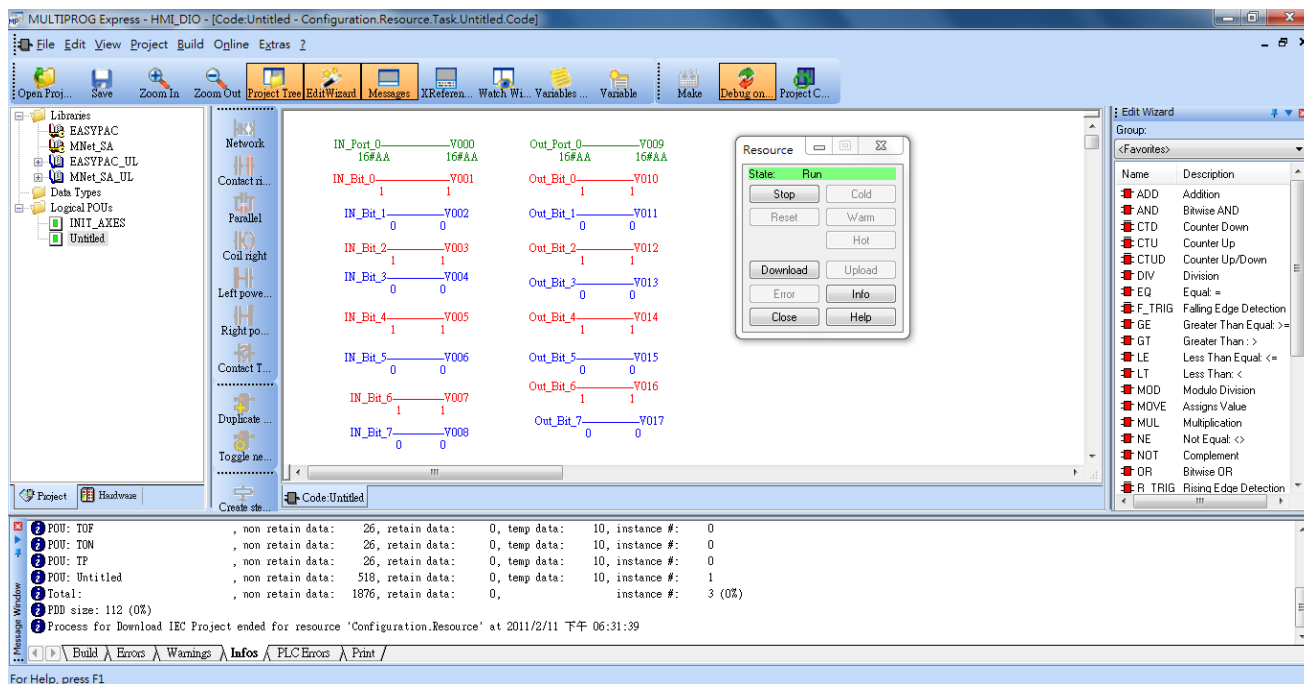 MULTIPROG Express - HMI_DIO - [Code:Untitled - Configuration.Resource.Task.Untitled.Code]
File Edit View Project Build Online Extras ?
Open Proj... Save Zoom In Zoom Out Project Tree EditWizard Messages XReferen... Watch Wi... Variables ... Variable Make Debug on... Project C...
Libraries
EASYPAC
MNet_SA
EASYPAC_UL
MNet_SA_UL
Data Types
Logical POUs
INIT_AXES
Untitled
Project Hardware
Network
Contact ri...
Parallel
Coil right
Left powe...
Right po...
Contact T...
Duplicate ...
Toggle ne...
Create ste...
IN_Port_0 V000 Out_Port_0 V009
16#AA 16#AA 16#AA 16#AA
IN_Bit_0 V001 Out_Bit_0 V010
1 1 1 1
IN_Bit_1 V002 Out_Bit_1 V011
0 0 0 0
IN_Bit_2 V003 Out_Bit_2 V012
1 1 1 1
IN_Bit_3 V004 Out_Bit_3 V013
0 0 0 0
IN_Bit_4 V005 Out_Bit_4 V014
1 1 1 1
IN_Bit_5 V006 Out_Bit_5 V015
0 0 0 0
IN_Bit_6 V007 Out_Bit_6 V016
1 1 1 1
IN_Bit_7 V008 Out_Bit_7 V017
0 0 0 0
Code:Untitled
Resource
State: Run
Stop Cold
Reset Warm
Hot
Download Upload
Error Info
Close Help
Edit Wizard
Group:
<Favorites>
Name Description
ADD Addition
AND Bitwise AND
CTD Counter Down
CTU Counter Up
CTUD Counter Up/Down
DIV Division
EQ Equal: =
F_TRIG Falling Edge Detection
GE Greater Than Equal: >=
GT Greater Than : >
LE Less Than Equal: <=
LT Less Than: <
MOD Modulo Division
MOVE Assigns Value
MUL Multiplication
NE Not Equal: <>
NOT Complement
OR Bitwise OR
R_TRIG Rising Edge Detection
Message Window
POU: TOF , non retain data: 26, retain data: 0, temp data: 10, instance #: 0
POU: TON , non retain data: 26, retain data: 0, temp data: 10, instance #: 0
POU: TP , non retain data: 26, retain data: 0, temp data: 10, instance #: 0
POU: Untitled , non retain data: 518, retain data: 0, temp data: 10, instance #: 1
Total: , non retain data: 1876, retain data: 0, instance #: 3 (0%)
PDD size: 112 (0%)
Process for Download IEC Project ended for resource 'Configuration.Resource' at 2011/2/11 下午 06:31:39
Build Errors Warnings Infos PLC Errors Print
For Help, press F1